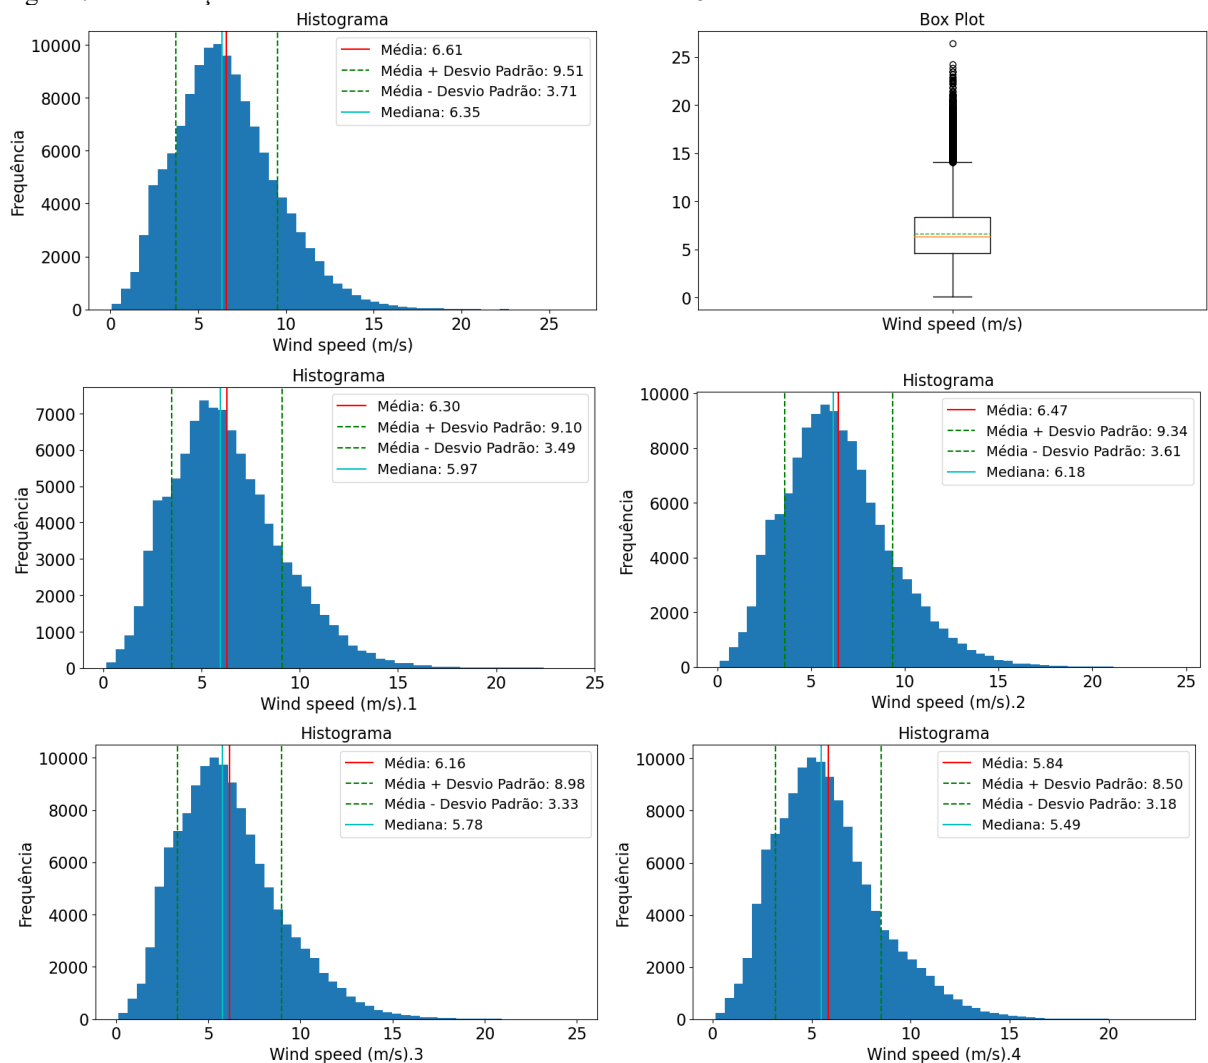 Histograma
Média: 6.61
Média + Desvio Padrão: 9.51
Média - Desvio Padrão: 3.71
Mediana: 6.35
10000
8000
6000
4000
2000
0
Frequência
0 5 10 15 20 25
Wind speed (m/s)
Box Plot
25
20
15
10
5
0
Wind speed (m/s)
Histograma
Média: 6.30
Média + Desvio Padrão: 9.10
Média - Desvio Padrão: 3.49
Mediana: 5.97
7000
6000
5000
4000
3000
2000
1000
0
Frequência
0 5 10 15 20 25
Wind speed (m/s).1
Histograma
Média: 6.47
Média + Desvio Padrão: 9.34
Média - Desvio Padrão: 3.61
Mediana: 6.18
10000
8000
6000
4000
2000
0
Frequência
0 5 10 15 20 25
Wind speed (m/s).2
Histograma
Média: 6.16
Média + Desvio Padrão: 8.98
Média - Desvio Padrão: 3.33
Mediana: 5.78
10000
8000
6000
4000
2000
0
Frequência
0 5 10 15 20 25
Wind speed (m/s).3
Histograma
Média: 5.84
Média + Desvio Padrão: 8.50
Média - Desvio Padrão: 3.18
Mediana: 5.49
10000
8000
6000
4000
2000
0
Frequência
0 5 10 15 20
Wind speed (m/s).4